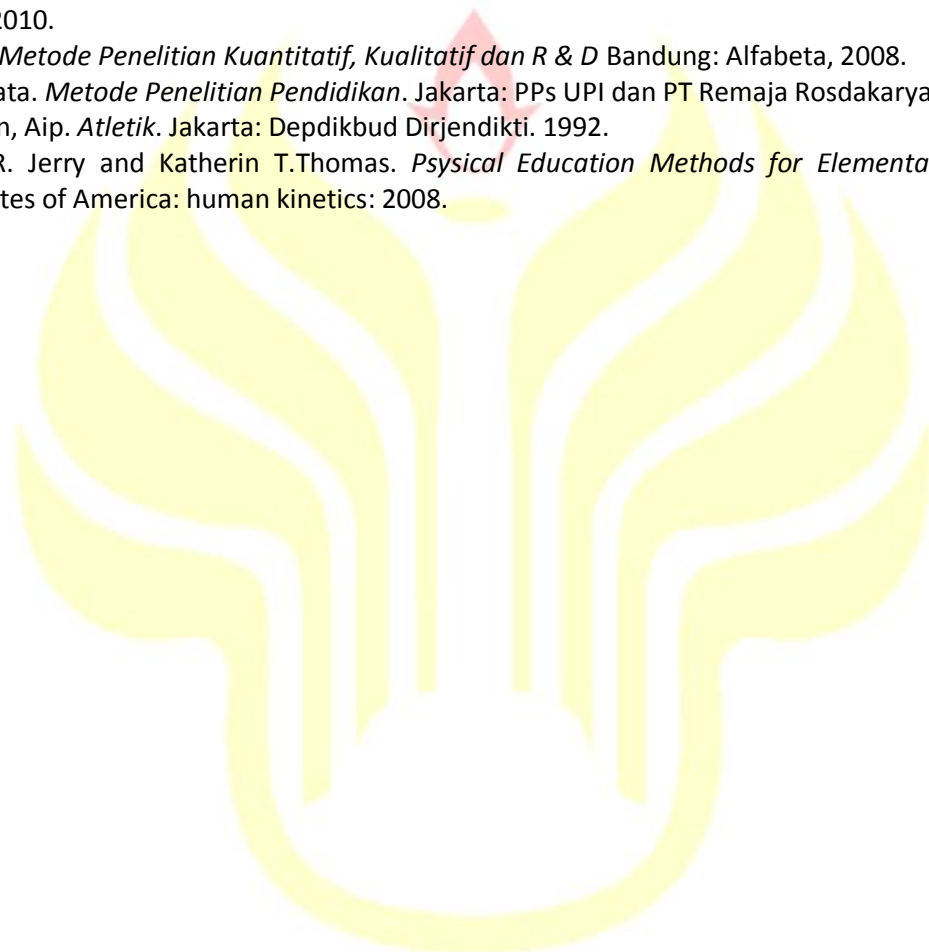 2010.
Metode Penelitian Kuantitatif, Kualitatif dan R & D Bandung: Alfabeta, 2008.
ata. Metode Penelitian Pendidikan. Jakarta: PPs UPI dan PT Remaja Rosdakarya
n, Aip. Atletik. Jakarta: Depdikbud Dirjendikti. 1992.
R. Jerry and Katherin T.Thomas. Psysical Education Methods for Elementa
tes of America: human kinetics: 2008.